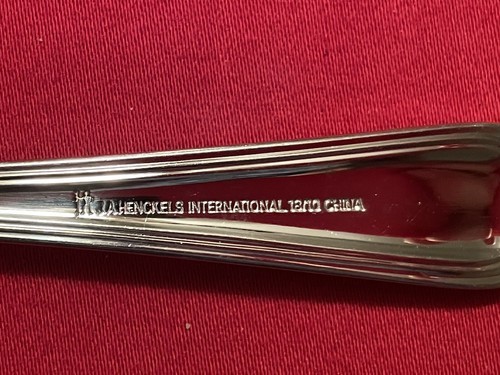 J.A. HENCKELS INTERNATIONAL 18/10 CHINA